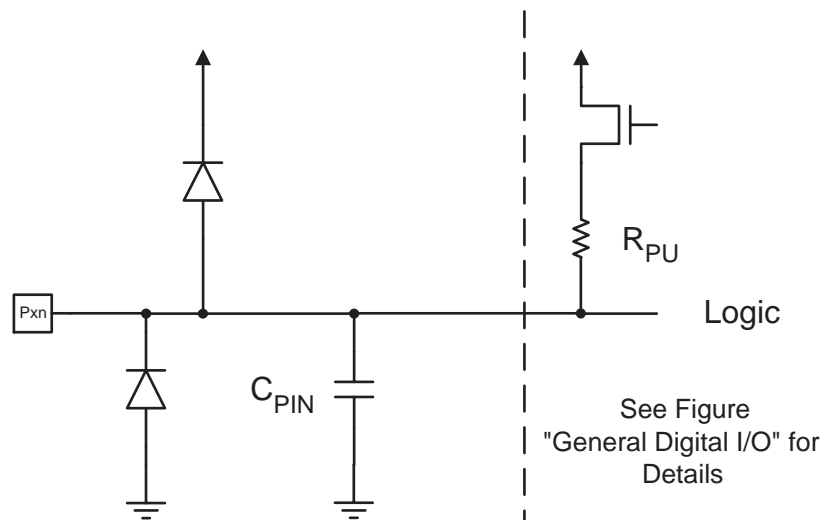 R_PU
Pxn
Logic
C_PIN
See Figure
"General Digital I/O" for
Details